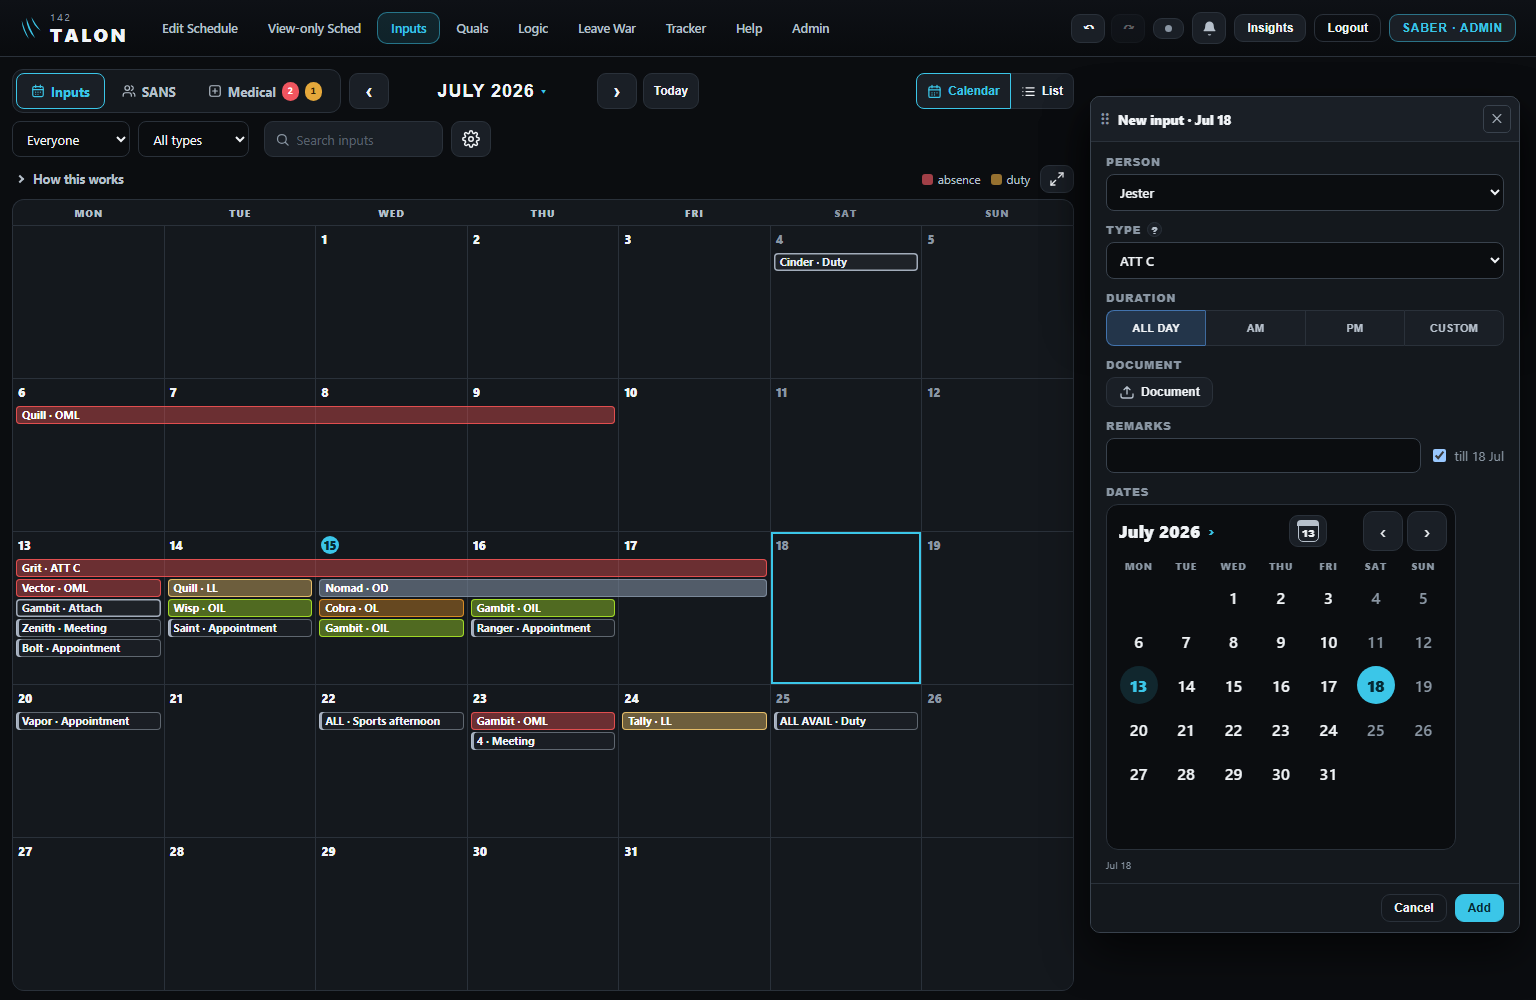 142
TALON
Edit Schedule
View-only Sched
Inputs
Quals
Logic
Leave War
Tracker
Help
Admin
Insights
Logout
SABER · ADMIN
Inputs
SANS
Medical 2 1
‹
JULY 2026
›
Today
Calendar
List
Everyone
All types
Search inputs
How this works
absence
duty
MON TUE WED THU FRI SAT SUN
1 2 3 4 5
Cinder · Duty
6 7 8 9 10 11 12
Quill · OML
13 14 15 16 17 18 19
Grit · ATT C
Vector · OML
Quill · LL
Nomad · OD
Gambit · Attach
Wisp · OIL
Cobra · OL
Gambit · OIL
Zenith · Meeting
Saint · Appointment
Gambit · OIL
Ranger · Appointment
Bolt · Appointment
20 21 22 23 24 25 26
Vapor · Appointment
ALL · Sports afternoon
Gambit · OML
Tally · LL
ALL AVAIL · Duty
4 · Meeting
27 28 29 30 31
New input · Jul 18
PERSON
Jester
TYPE ?
ATT C
DURATION
ALL DAY
AM
PM
CUSTOM
DOCUMENT
Document
REMARKS
till 18 Jul
DATES
July 2026 ›
13
‹
›
MON TUE WED THU FRI SAT SUN
1 2 3 4 5
6 7 8 9 10 11 12
13 14 15 16 17 18 19
20 21 22 23 24 25 26
27 28 29 30 31
Jul 18
Cancel
Add